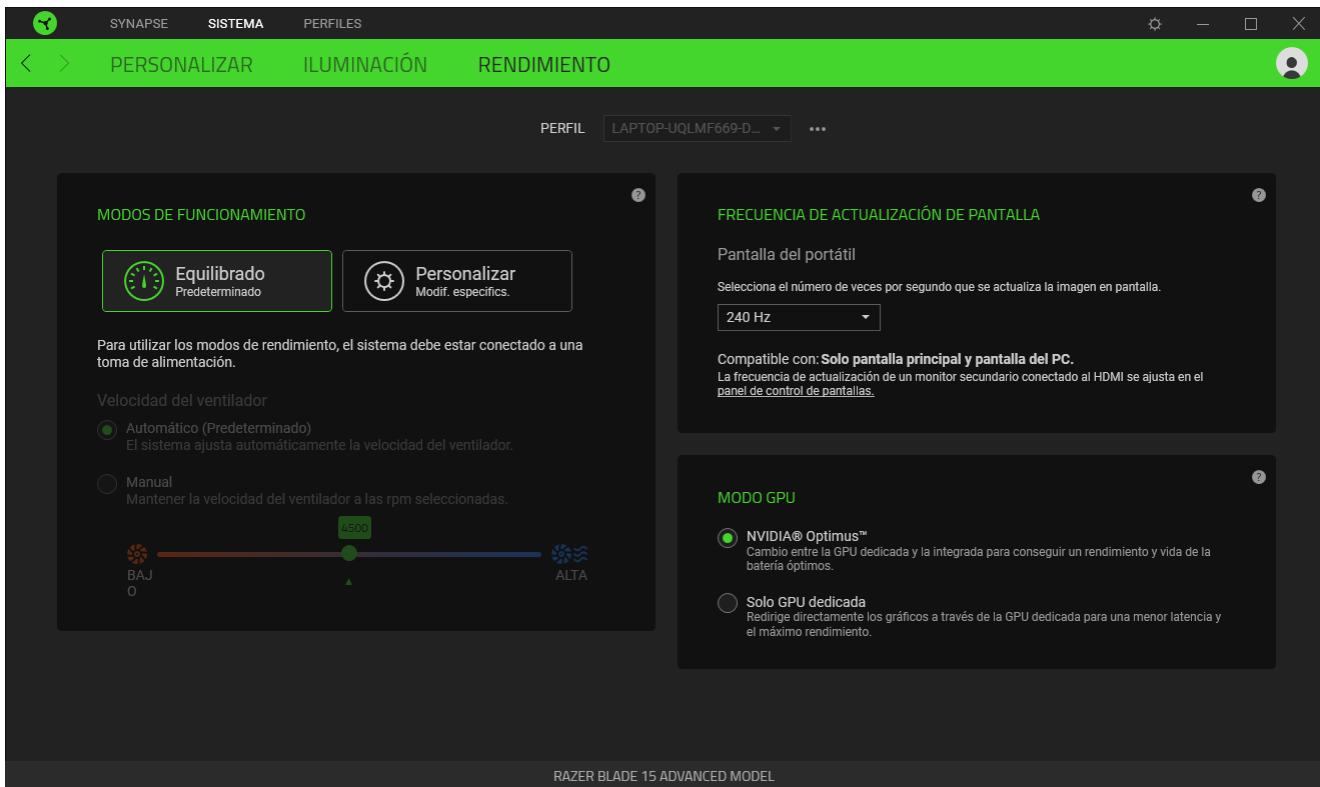 SYNAPSE SISTEMA PERFILES
PERSONALIZAR ILUMINACIÓN RENDIMIENTO
PERFIL LAPTOP-UQLMF669-D... •••
MODOS DE FUNCIONAMIENTO
?
Equilibrado
Predeterminado
Personalizar
Modif. especifics.
Para utilizar los modos de rendimiento, el sistema debe estar conectado a una
toma de alimentación.
Velocidad del ventilador
Automático (Predeterminado)
El sistema ajusta automáticamente la velocidad del ventilador.
Manual
Mantener la velocidad del ventilador a las rpm seleccionadas.
4500
BAJ
O
ALTA
FRECUENCIA DE ACTUALIZACIÓN DE PANTALLA
?
Pantalla del portátil
Selecciona el número de veces por segundo que se actualiza la imagen en pantalla.
240 Hz
Compatible con: Solo pantalla principal y pantalla del PC.
La frecuencia de actualización de un monitor secundario conectado al HDMI se ajusta en el
panel de control de pantallas.
MODO GPU
?
NVIDIA® Optimus™
Cambio entre la GPU dedicada y la integrada para conseguir un rendimiento y vida de la
batería óptimos.
Solo GPU dedicada
Redirige directamente los gráficos a través de la GPU dedicada para una menor latencia y
el máximo rendimiento.
RAZER BLADE 15 ADVANCED MODEL